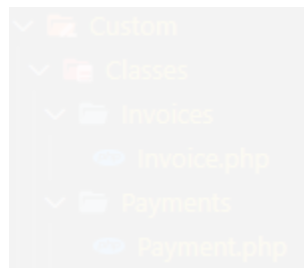 Custom
Classes
Invoices
Invoice.php
Payments
Payment.php